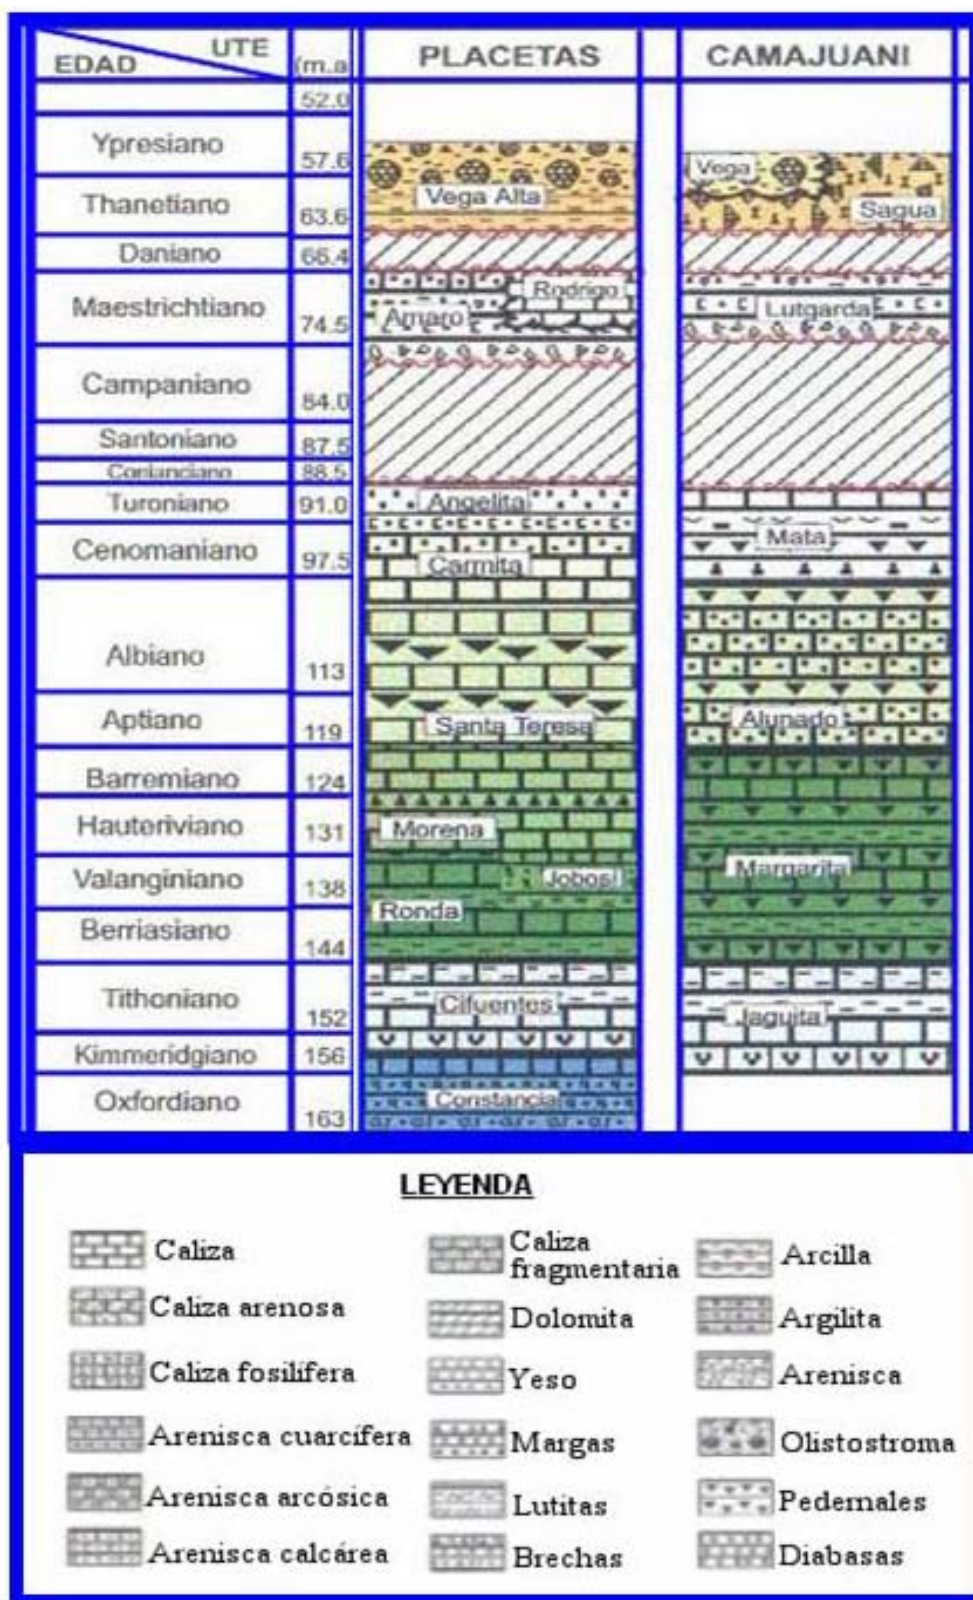 EDAD UTE (m.a PLACETAS CAMAJUANI
52.0
Ypresiano 57.6
Thanetiano 63.6
Daniano 66.4
Maestrichtiano 74.5
Campaniano 84.0
Santoniano 87.5
Conianciano 88.5
Turoniano 91.0
Cenomaniano 97.5
Albiano 113
Aptiano 119
Barremiano 124
Hauteriviano 131
Valanginiano 138
Berriasiano 144
Tithoniano 152
Kimmeridgiano 156
Oxfordiano 163
Vega Alta
Rodrigo
Amaro
Angelita
Carmita
Santa Teresa
Morena
Jobosi
Ronda
Cifuentes
Constancia
Vega
Sagua
Lutgarda
Mata
Alunado
Margarita
Jaguita
LEYENDA
Caliza
Caliza arenosa
Caliza fosilífera
Arenisca cuarcífera
Arenisca arcósica
Arenisca calcárea
Caliza
fragmentaria
Dolomita
Yeso
Margas
Lutitas
Brechas
Arcilla
Argilita
Arenisca
Olistostroma
Pedernales
Diabasas